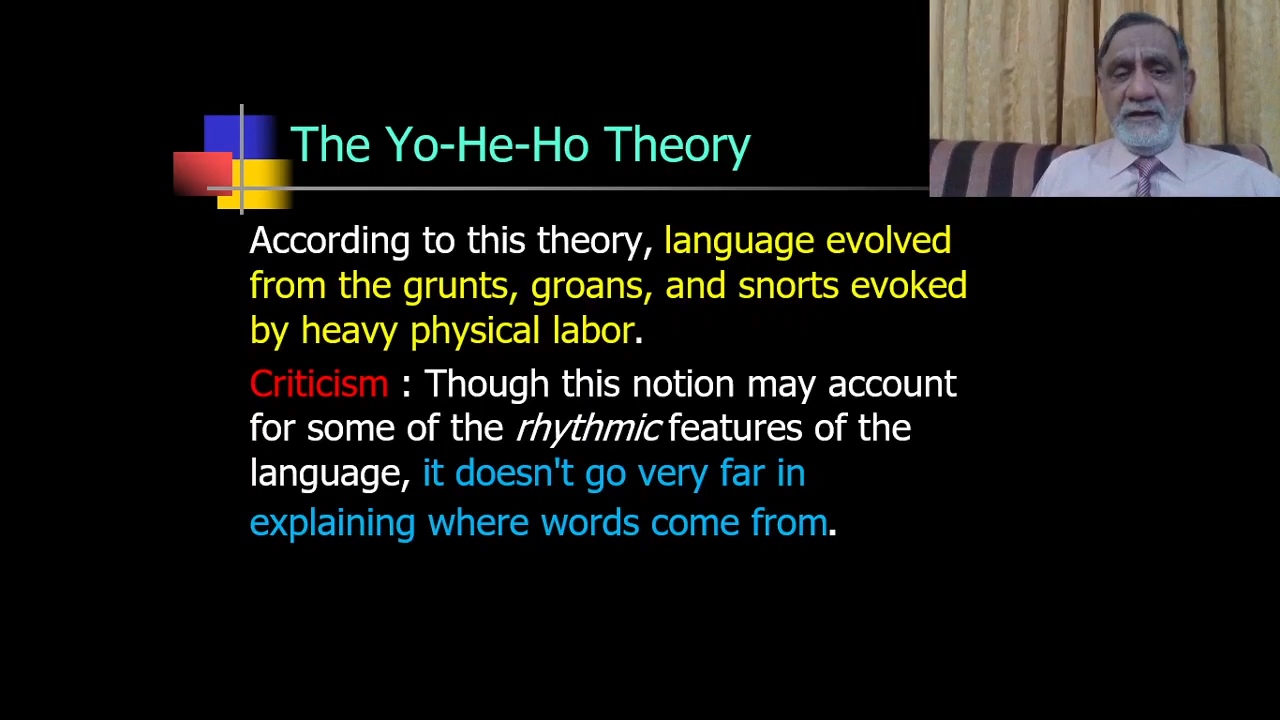 The Yo-He-Ho Theory
According to this theory, language evolved
from the grunts, groans, and snorts evoked
by heavy physical labor.
Criticism : Though this notion may account
for some of the rhythmic features of the
language, it doesn't go very far in
explaining where words come from.